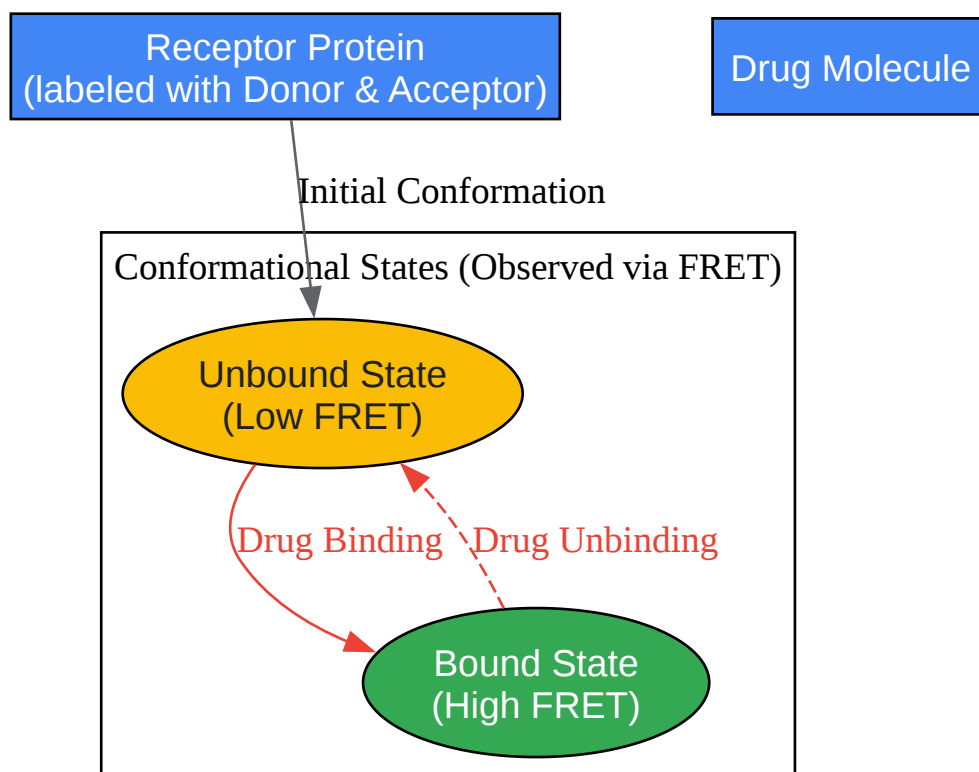 Receptor Protein
(labeled with Donor & Acceptor)
Drug Molecule
Initial Conformation
Conformational States (Observed via FRET)
Unbound State
(Low FRET)
Drug Binding
Drug Unbinding
Bound State
(High FRET)